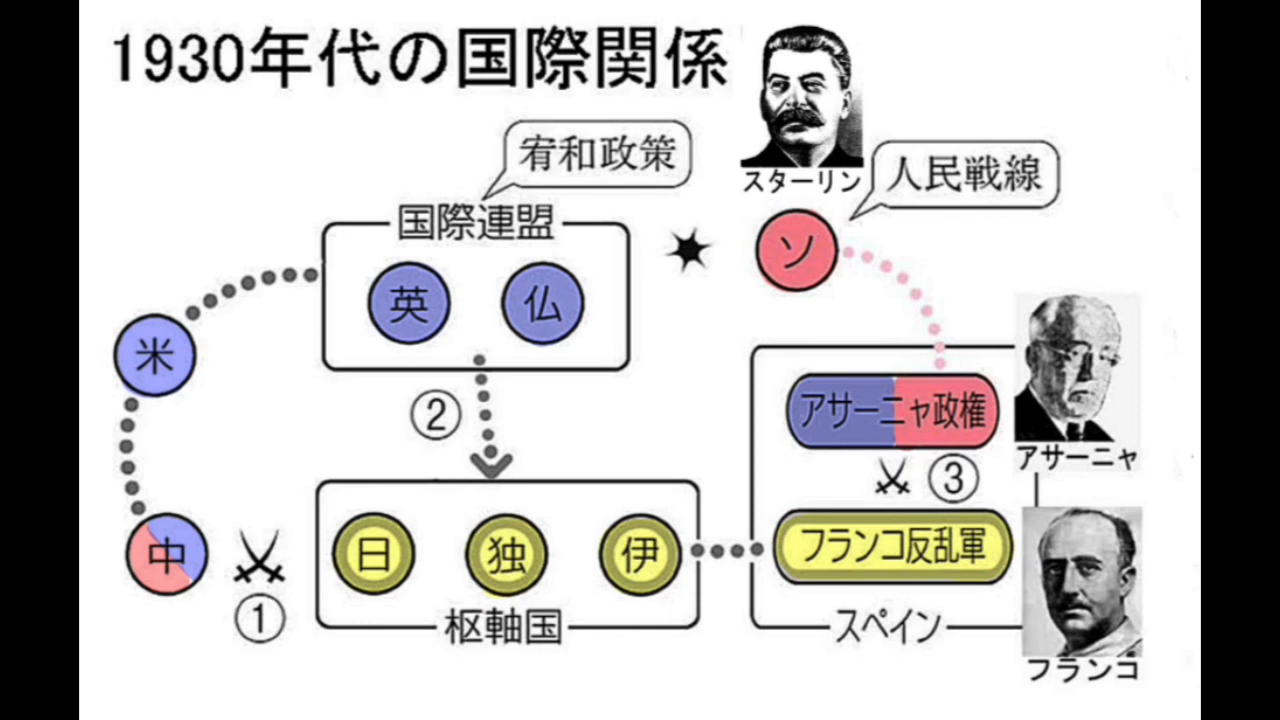 1930年代の国際関係
宥和政策
スターリン
人民戦線
国際連盟
ソ
英
仏
米
②
アサーニャ政権
アサーニャ
③
中
①
日
独
伊
フランコ反乱軍
枢軸国
スペイン
フランコ